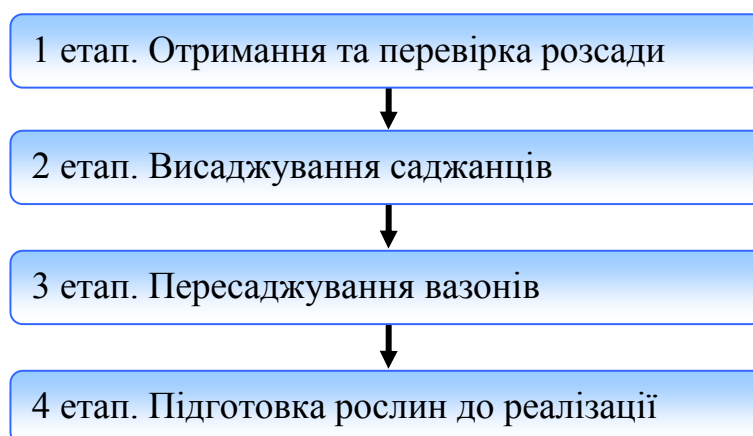 1 етап. Отримання та перевірка розсади
2 етап. Висаджування саджанців
3 етап. Пересаджування вазонів
4 етап. Підготовка рослин до реалізації